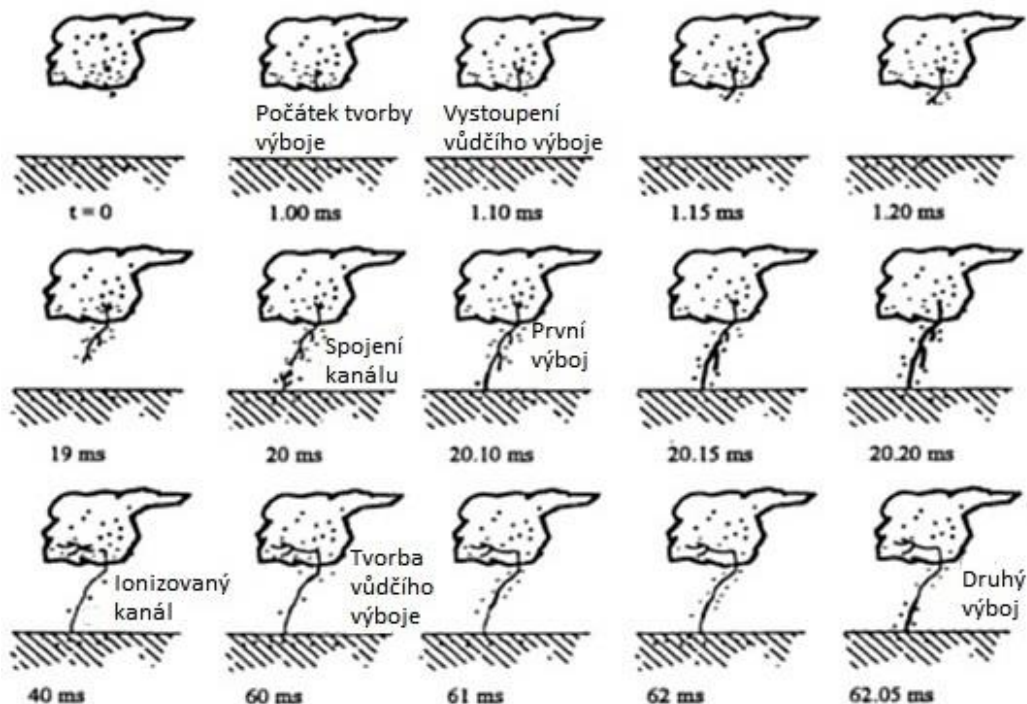 Počátek tvorby
výboje
Vystoupení
vůdčího výboje
t = 0
1.00 ms
1.10 ms
1.15 ms
1.20 ms
Spojení
kanálu
První
výboj
19 ms
20 ms
20.10 ms
20.15 ms
20.20 ms
Ionizovaný
kanál
Tvorba
vůdčího
výboje
Druhý
výboj
40 ms
60 ms
61 ms
62 ms
62.05 ms